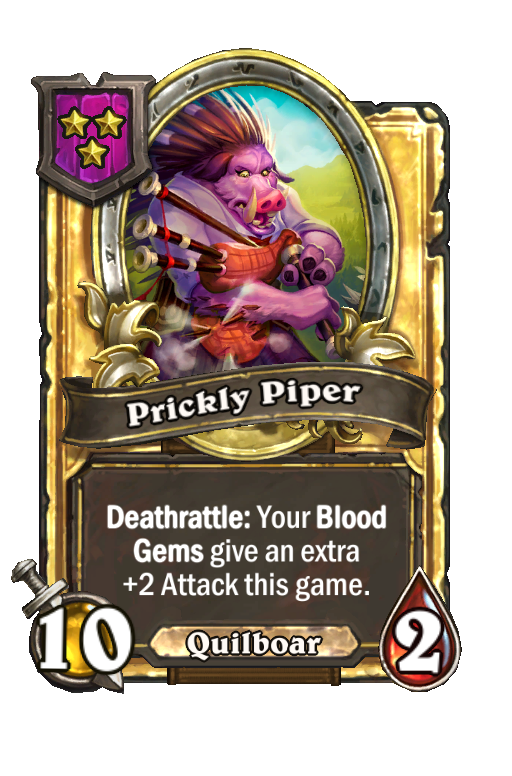 Prickly Piper
Deathrattle: Your Blood
Gems give an extra
+2 Attack this game.
10
Quilboar
2